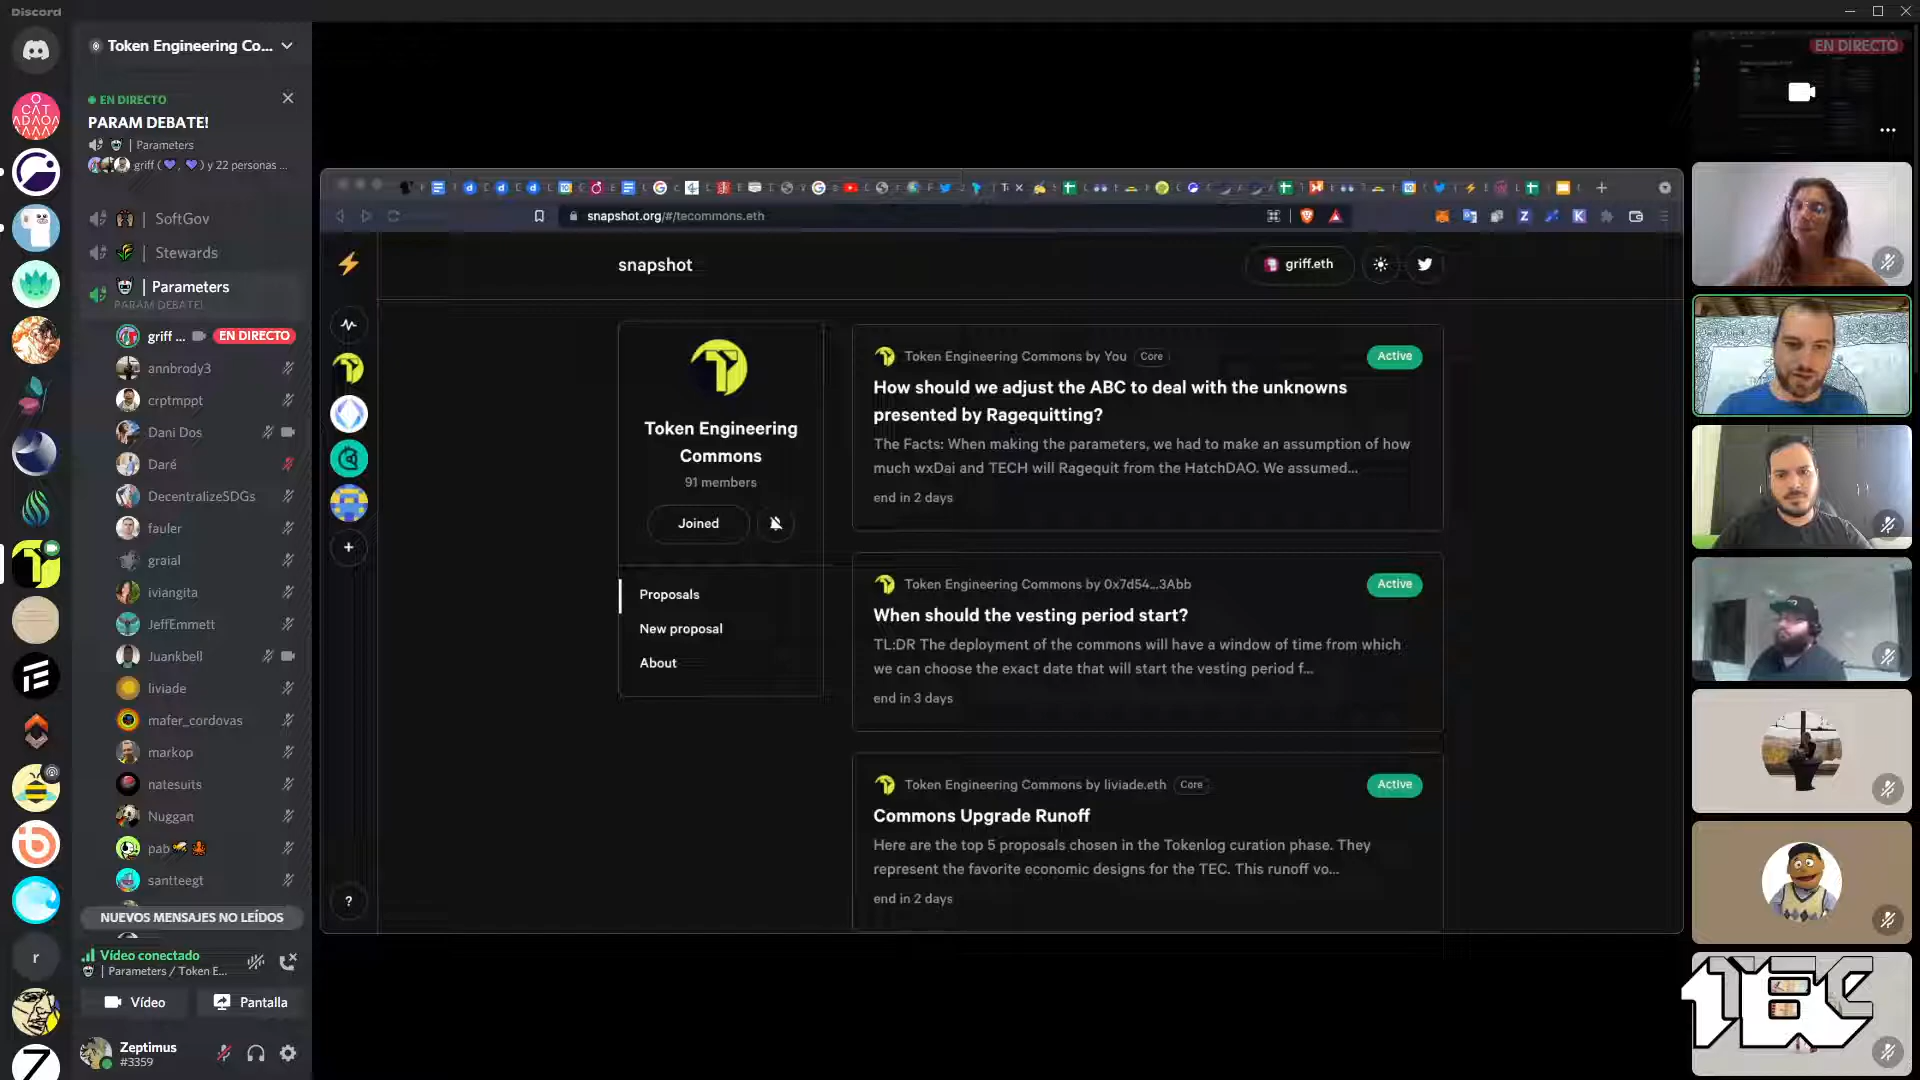 Discord
Token Engineering Co...
EN DIRECTO
PARAM DEBATE!
| Parameters
griff (💜, 💜) y 22 personas ...
| SoftGov
| Stewards
| Parameters
PARAM DEBATE!
griff ...
EN DIRECTO
annbrody3
crptmppt
Dani Dos
Daré
DecentralizeSDGs
fauler
graial
iviangita
JeffEmmett
Juankbell
liviade
mafer_cordovas
markop
natesuits
Nuggan
pab🐝🐙
santteegt
NUEVOS MENSAJES NO LEÍDOS
Vídeo conectado
| Parameters / Token E...
Vídeo
Pantalla
Zeptimus
#3359
CAT
ADAO
r
snapshot.org/#/tecommons.eth
snapshot
griff.eth
Token Engineering
Commons
91 members
Joined
Proposals
New proposal
About
Token Engineering Commons by You
Core
Active
How should we adjust the ABC to deal with the unknowns
presented by Ragequitting?
The Facts: When making the parameters, we had to make an assumption of how
much wxDai and TECH will Ragequit from the HatchDAO. We assumed...
end in 2 days
Token Engineering Commons by 0x7d54...3Abb
Active
When should the vesting period start?
TL:DR The deployment of the commons will have a window of time from which
we can choose the exact date that will start the vesting period f...
end in 3 days
Token Engineering Commons by liviade.eth
Core
Active
Commons Upgrade Runoff
Here are the top 5 proposals chosen in the Tokenlog curation phase. They
represent the favorite economic designs for the TEC. This runoff vo...
end in 2 days
?
EN DIRECTO
TEC